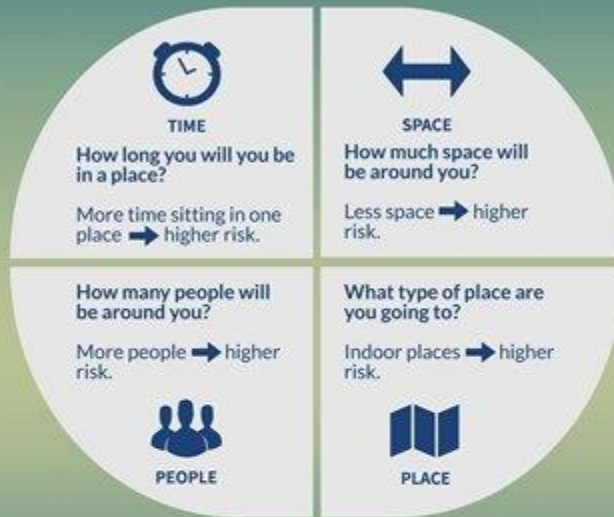 TIME
How long you will you be
in a place?
More time sitting in one
place ➡ higher risk.
SPACE
How much space will
be around you?
Less space ➡ higher
risk.
How many people will
be around you?
More people ➡ higher
risk.
PEOPLE
What type of place are
you going to?
Indoor places ➡ higher
risk.
PLACE